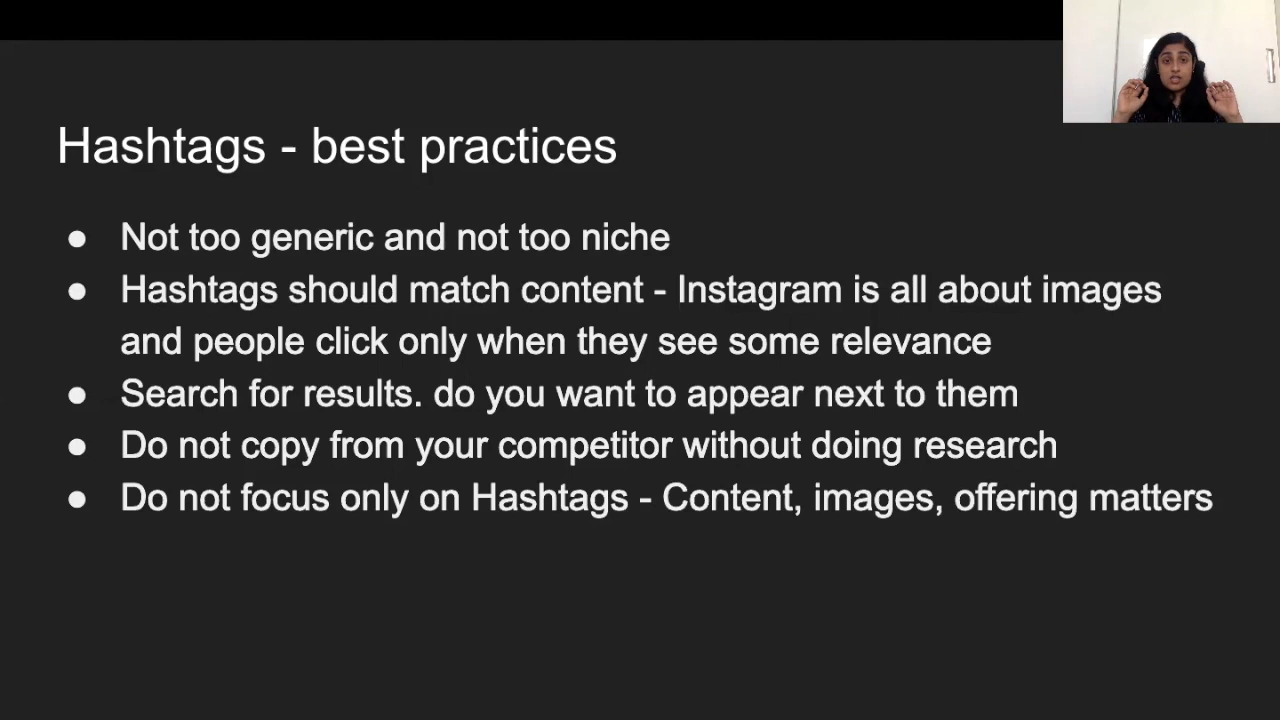 Hashtags - best practices
● Not too generic and not too niche
● Hashtags should match content - Instagram is all about images
and people click only when they see some relevance
● Search for results. do you want to appear next to them
● Do not copy from your competitor without doing research
● Do not focus only on Hashtags - Content, images, offering matters